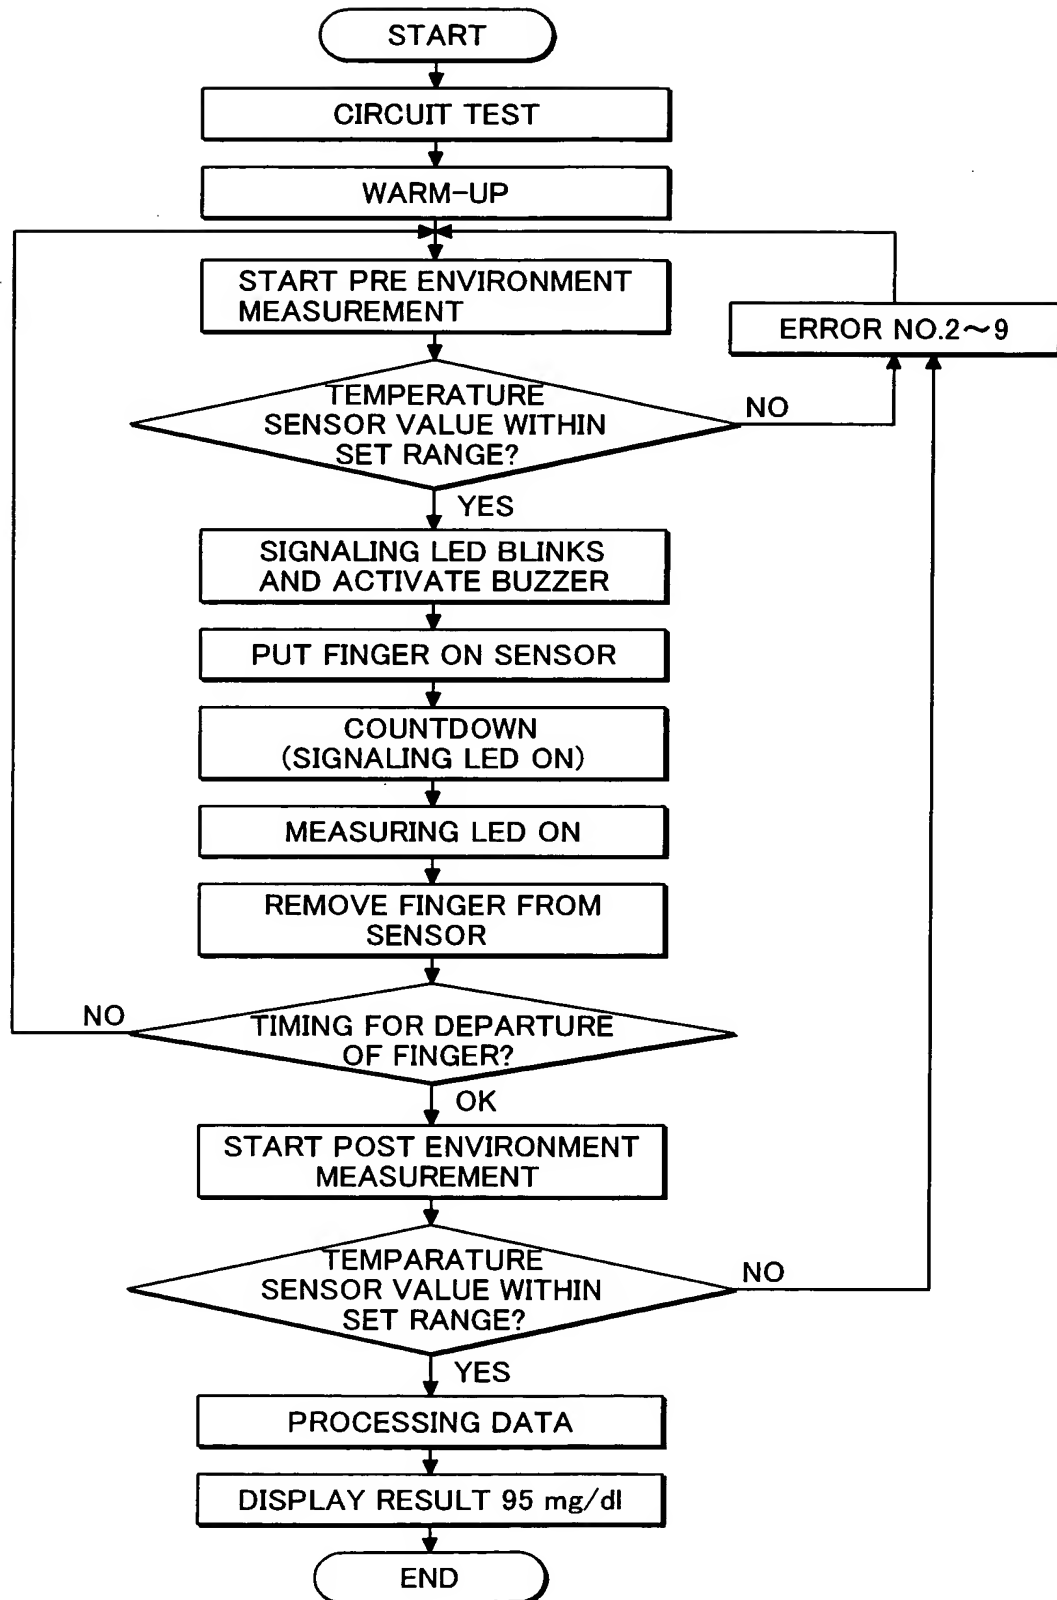 START
CIRCUIT TEST
WARM-UP
START PRE ENVIRONMENT
MEASUREMENT
ERROR NO.2~9
TEMPERATURE
SENSOR VALUE WITHIN
SET RANGE?
NO
YES
SIGNALING LED BLINKS
AND ACTIVATE BUZZER
PUT FINGER ON SENSOR
COUNTDOWN
(SIGNALING LED ON)
MEASURING LED ON
REMOVE FINGER FROM
SENSOR
NO
TIMING FOR DEPARTURE
OF FINGER?
OK
START POST ENVIRONMENT
MEASUREMENT
TEMPARATURE
SENSOR VALUE WITHIN
SET RANGE?
NO
YES
PROCESSING DATA
DISPLAY RESULT 95 mg/dl
END